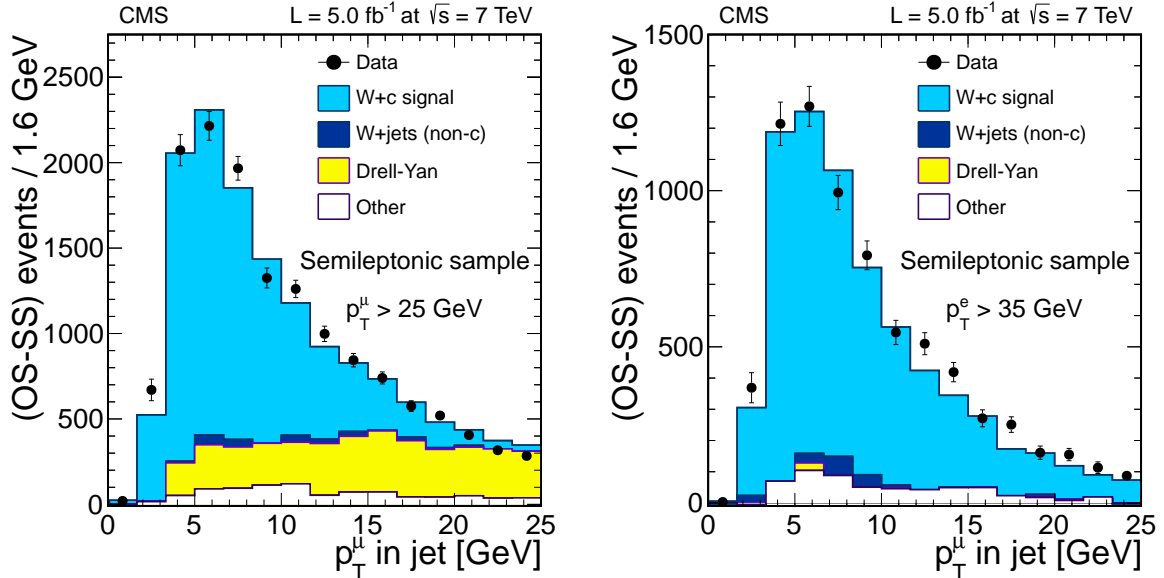 CMS L = 5.0 fb⁻¹ at √s = 7 TeV
(OS-SS) events / 1.6 GeV
2500
2000
1500
1000
500
0
Data
W+c signal
W+jets (non-c)
Drell-Yan
Other
Semileptonic sample
p_T^μ > 25 GeV
0 5 10 15 20 25
p_T^μ in jet [GeV]
CMS L = 5.0 fb⁻¹ at √s = 7 TeV
(OS-SS) events / 1.6 GeV
1500
1000
500
0
Data
W+c signal
W+jets (non-c)
Drell-Yan
Other
Semileptonic sample
p_T^e > 35 GeV
0 5 10 15 20 25
p_T^μ in jet [GeV]